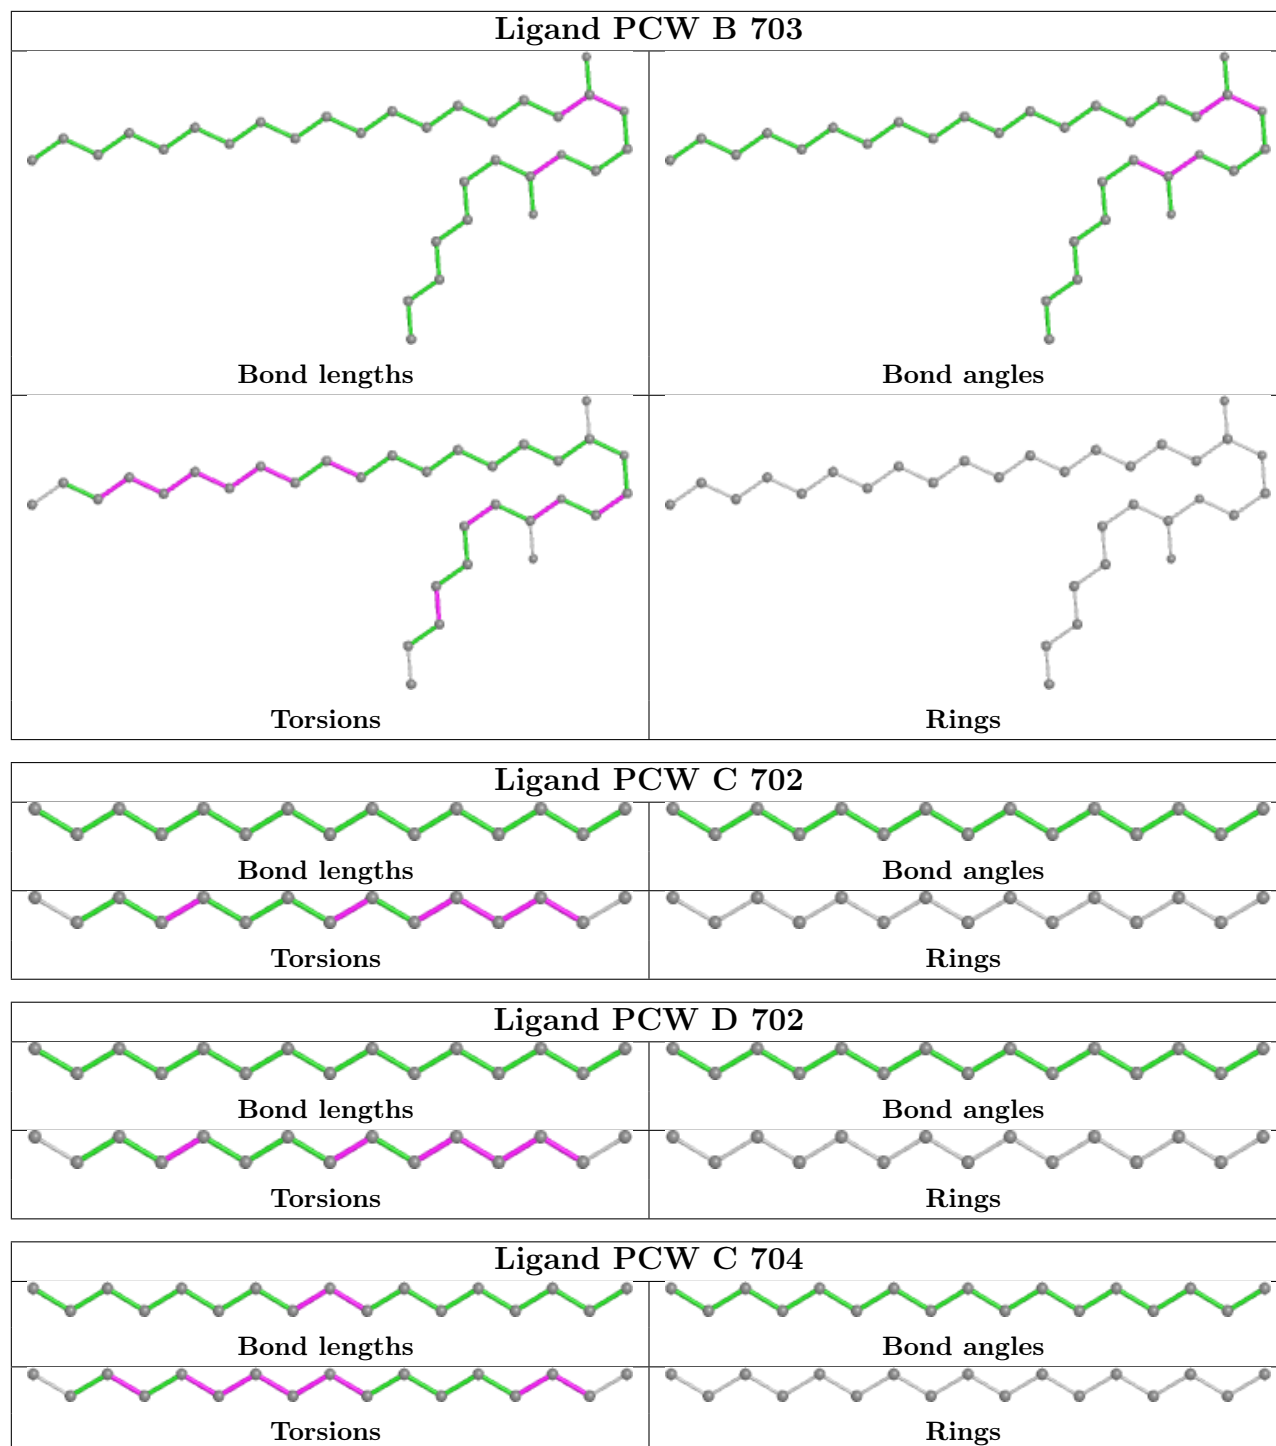 Ligand PCW B 703
Bond lengths
Bond angles
Torsions
Rings
Ligand PCW C 702
Bond lengths
Bond angles
Torsions
Rings
Ligand PCW D 702
Bond lengths
Bond angles
Torsions
Rings
Ligand PCW C 704
Bond lengths
Bond angles
Torsions
Rings